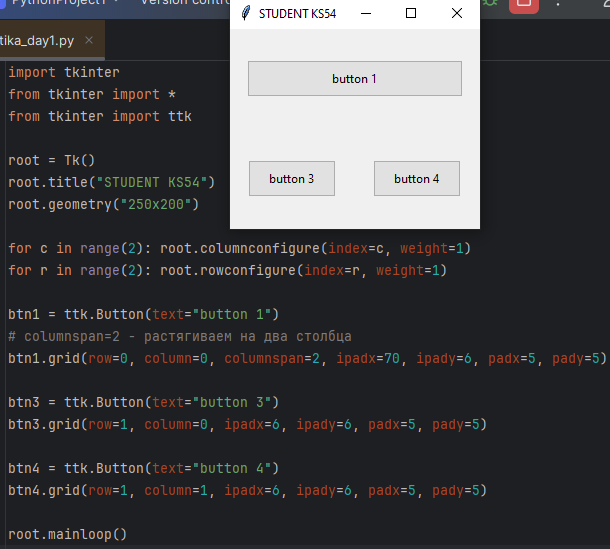 PythonProject1
Version contr
STUDENT KS54
tika_day1.py
button 1
button 3
button 4
import tkinter
from tkinter import *
from tkinter import ttk
root = Tk()
root.title("STUDENT KS54")
root.geometry("250x200")
for c in range(2): root.columnconfigure(index=c, weight=1)
for r in range(2): root.rowconfigure(index=r, weight=1)
btn1 = ttk.Button(text="button 1")
# columnspan=2 - растягиваем на два столбца
btn1.grid(row=0, column=0, columnspan=2, ipadx=70, ipady=6, padx=5, pady=5)
btn3 = ttk.Button(text="button 3")
btn3.grid(row=1, column=0, ipadx=6, ipady=6, padx=5, pady=5)
btn4 = ttk.Button(text="button 4")
btn4.grid(row=1, column=1, ipadx=6, ipady=6, padx=5, pady=5)
root.mainloop()